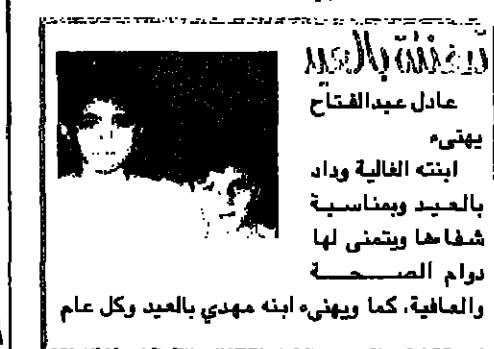 تهنئة بالعيد
عادل عبدالفتاح
يهنىء
ابنته الغالية وداد
بالعيد وبمناسبة
شفاها ويتمنى لها
دوام الصحة
والعافية، كما ويهنىء ابنه مهدي بالعيد وكل عام